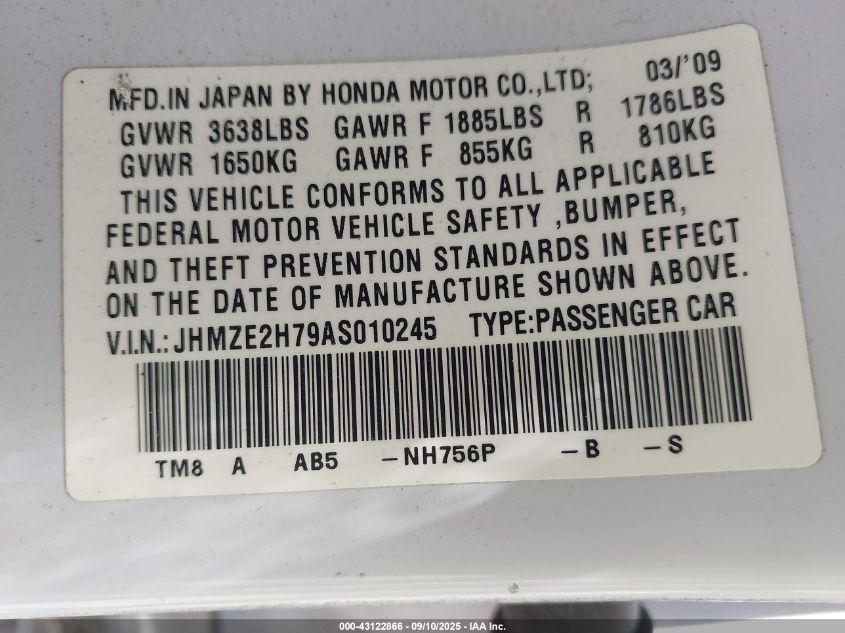 MFD.IN JAPAN BY HONDA MOTOR CO.,LTD; 03/'09
GVWR 3638LBS GAWR F 1885LBS R 1786LBS
GVWR 1650KG GAWR F 855KG R 810KG
THIS VEHICLE CONFORMS TO ALL APPLICABLE
FEDERAL MOTOR VEHICLE SAFETY ,BUMPER,
AND THEFT PREVENTION STANDARDS IN EFFECT
ON THE DATE OF MANUFACTURE SHOWN ABOVE.
V.I.N.: JHMZE2H79AS010245 TYPE:PASSENGER CAR
TM8 A AB5 -NH756P -B -S
000-43122866 - 09/10/2025 - IAA Inc.